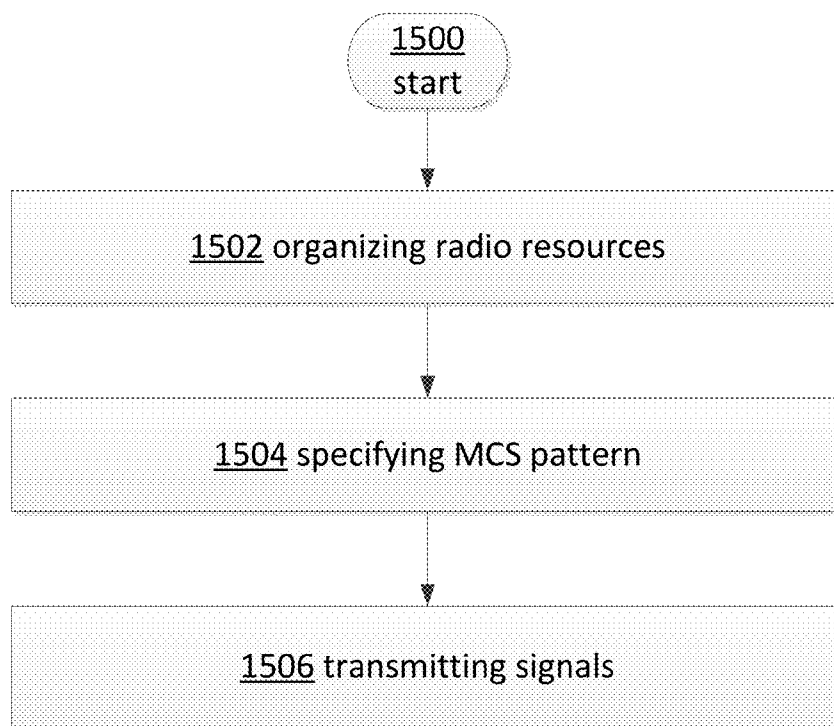 1500
start
1502 organizing radio resources
1504 specifying MCS pattern
1506 transmitting signals